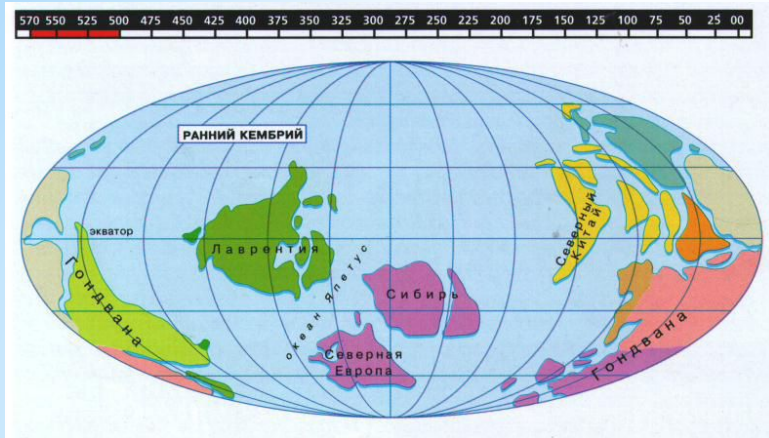 570 550 525 500 475 450 425 400 375 350 325 300 275 250 225 200 175 150 125 100 75 50 25 00
РАННИЙ КЕМБРИЙ
экватор
Лаврентия
Северный
Китай
Гондвана
океан Япетус
Сибирь
Северная
Европа
Гондвана